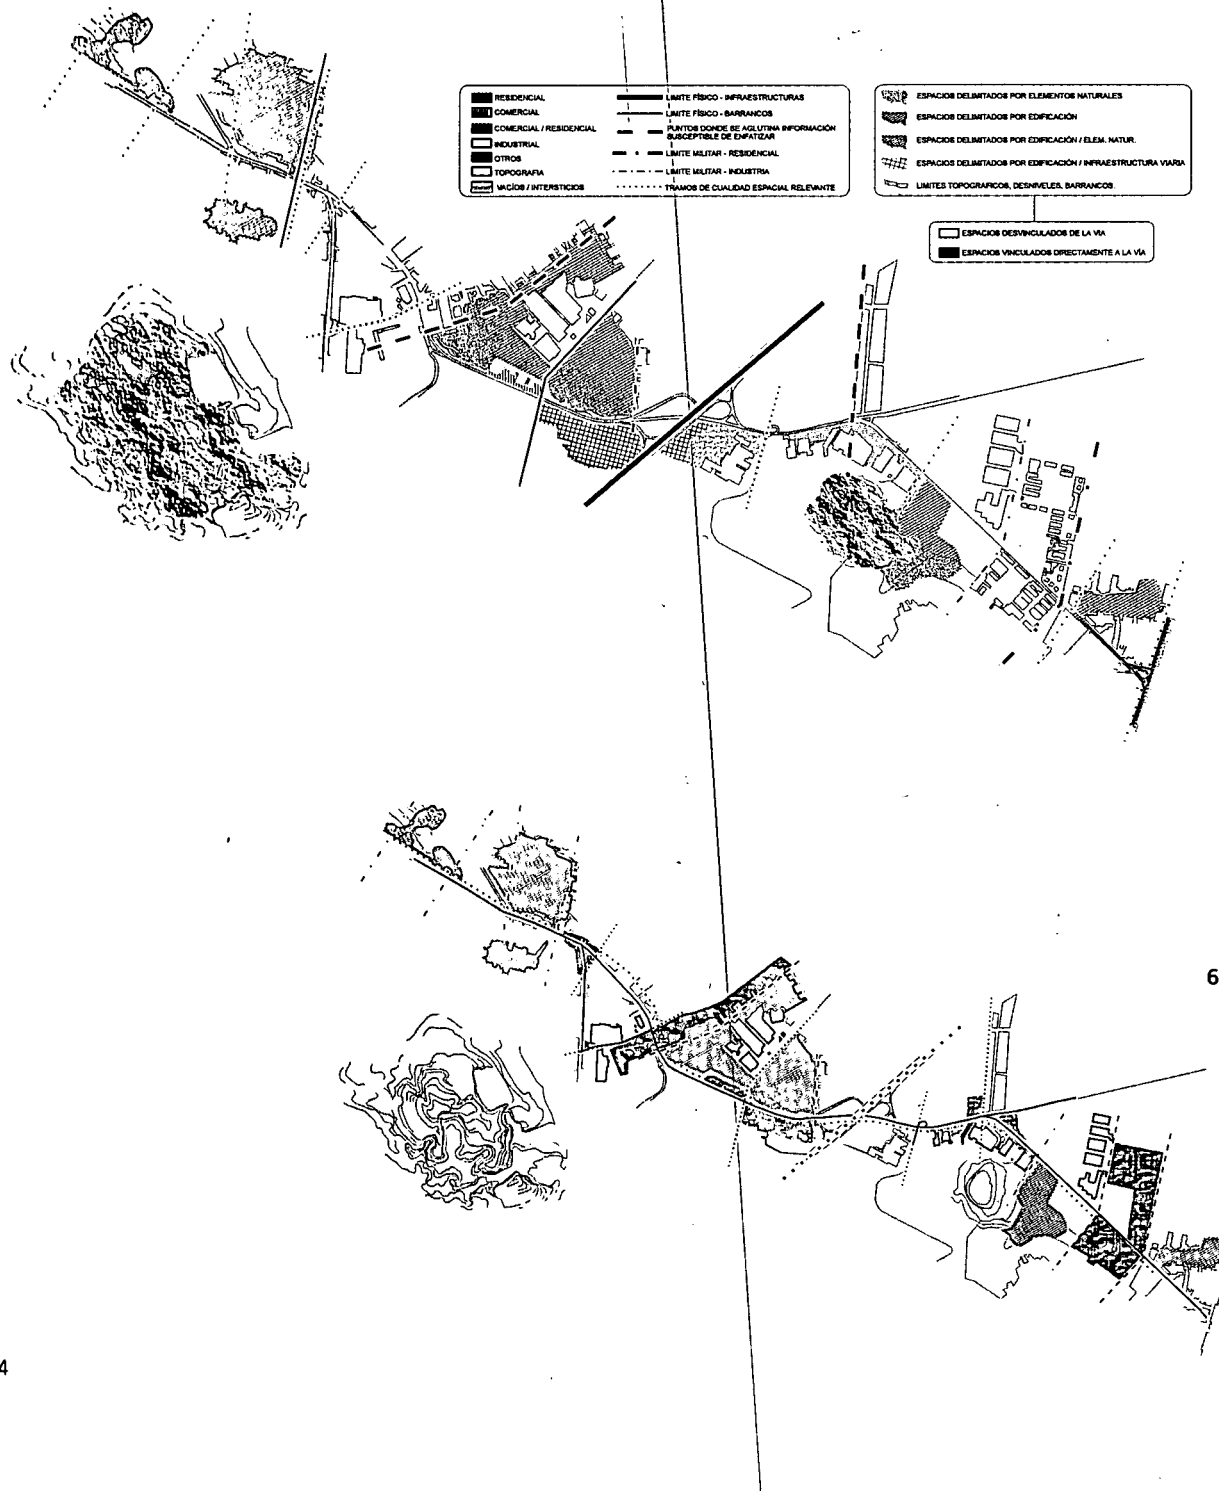 RESIDENCIAL
COMERCIAL
COMERCIAL / RESIDENCIAL
INDUSTRIAL
OTROS
TOPOGRAFIA
VACÍOS / INTERSTICIOS
LIMITE FÍSICO - INFRAESTRUCTURAS
LIMITE FÍSICO - BARRANCOS
PUNTOS DONDE SE AGLUTINA INFORMACIÓN
SUSCEPTIBLE DE ENFATIZAR
LIMITE MILITAR - RESIDENCIAL
LIMITE MILITAR - INDUSTRIA
TRAMOS DE CUALIDAD ESPACIAL RELEVANTE
ESPACIOS DELIMITADOS POR ELEMENTOS NATURALES
ESPACIOS DELIMITADOS POR EDIFICACIÓN
ESPACIOS DELIMITADOS POR EDIFICACIÓN / ELEM. NATUR.
ESPACIOS DELIMITADOS POR EDIFICACIÓN / INFRAESTRUCTURA VIARIA
LIMITES TOPOGRAFICOS, DESNIVELES, BARRANCOS.
ESPACIOS DESVINCULADOS DE LA VIA
ESPACIOS VINCULADOS DIRECTAMENTE A LA VÍA
6
4